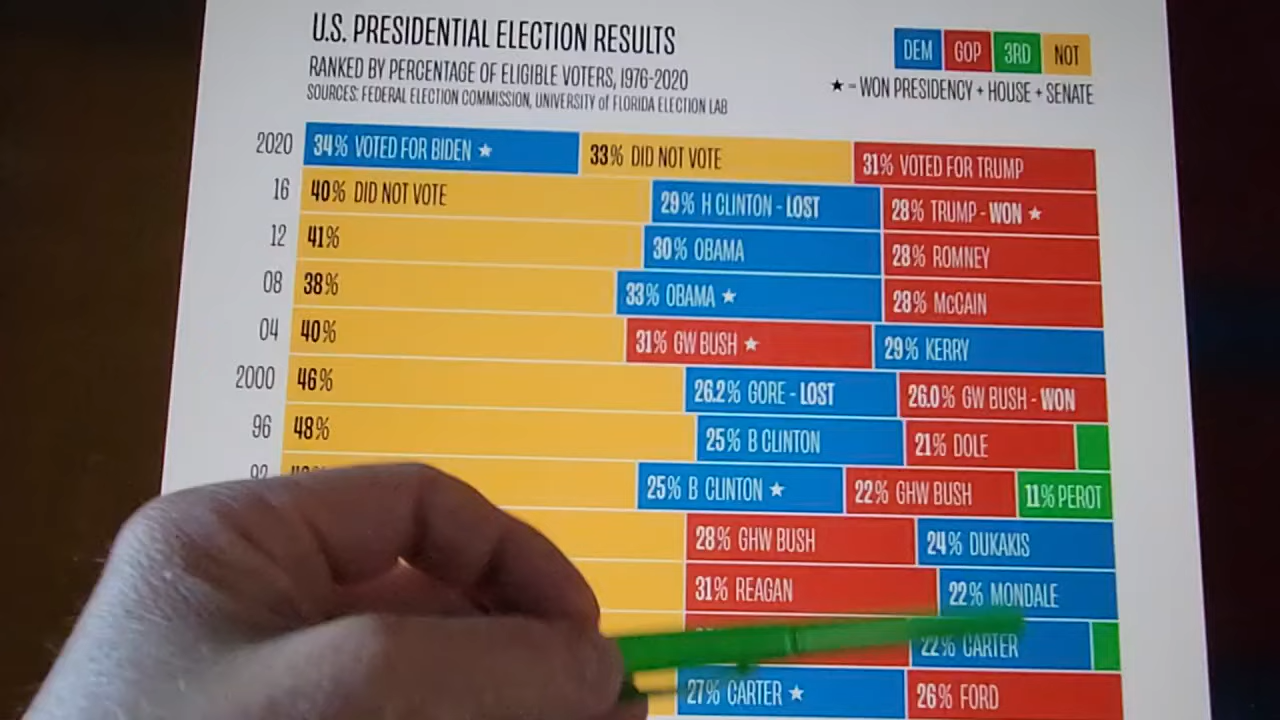 U.S. PRESIDENTIAL ELECTION RESULTS
RANKED BY PERCENTAGE OF ELIGIBLE VOTERS, 1976-2020
SOURCES: FEDERAL ELECTION COMMISSION, UNIVERSITY of FLORIDA ELECTION LAB
DEM GOP 3RD NOT
★ = WON PRESIDENCY + HOUSE + SENATE
2020 34% VOTED FOR BIDEN ★ 33% DID NOT VOTE 31% VOTED FOR TRUMP
16 40% DID NOT VOTE 29% H CLINTON - LOST 28% TRUMP - WON ★
12 41% 30% OBAMA 28% ROMNEY
08 38% 33% OBAMA ★ 28% McCAIN
04 40% 31% GW BUSH ★ 29% KERRY
2000 46% 26.2% GORE - LOST 26.0% GW BUSH - WON
96 48% 25% B CLINTON 21% DOLE
92 25% B CLINTON ★ 22% GHW BUSH 11% PEROT
28% GHW BUSH 24% DUKAKIS
31% REAGAN 22% MONDALE
22% CARTER
27% CARTER ★ 26% FORD